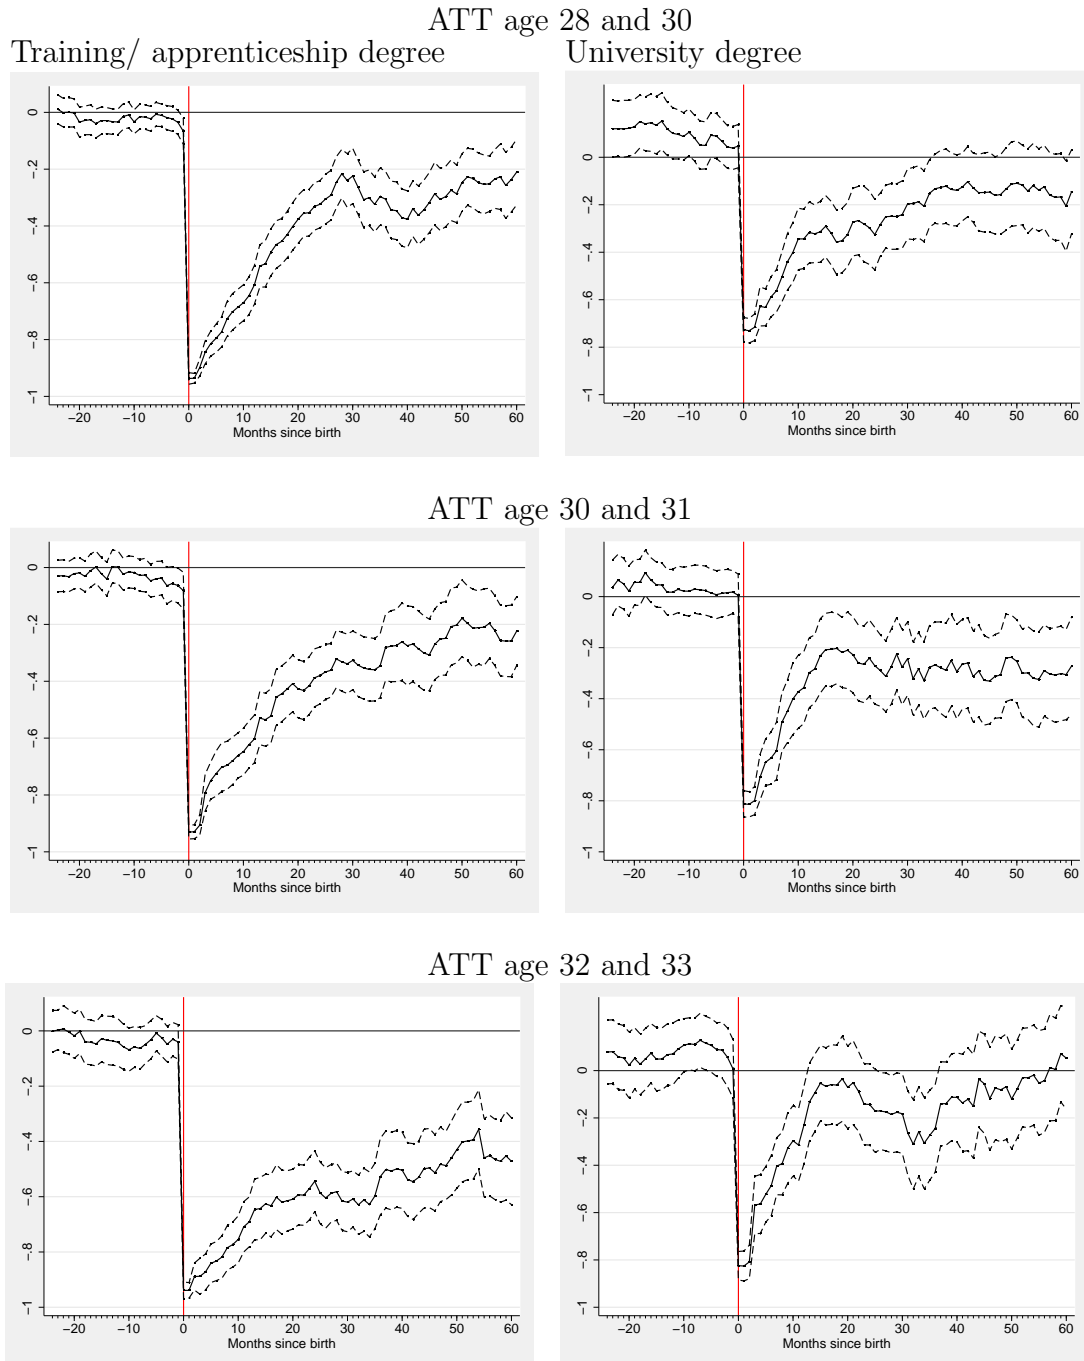 ATT age 28 and 30
Training/ apprenticeship degree
University degree
0
−.2
−.4
−.6
−.8
−1
−20 −10 0 10 20 30 40 50 60
Months since birth
0
−.2
−.4
−.6
−.8
−1
−20 −10 0 10 20 30 40 50 60
Months since birth
ATT age 30 and 31
0
−.2
−.4
−.6
−.8
−1
−20 −10 0 10 20 30 40 50 60
Months since birth
0
−.2
−.4
−.6
−.8
−1
−20 −10 0 10 20 30 40 50 60
Months since birth
ATT age 32 and 33
0
−.2
−.4
−.6
−.8
−1
−20 −10 0 10 20 30 40 50 60
Months since birth
0
−.2
−.4
−.6
−.8
−1
−20 −10 0 10 20 30 40 50 60
Months since birth